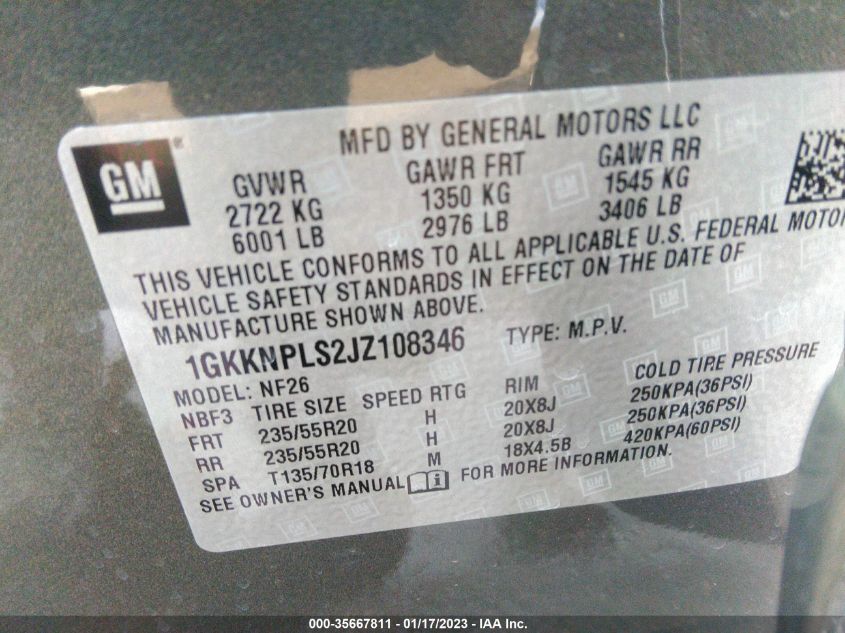 MFD BY GENERAL MOTORS LLC
GM
GVWR GAWR FRT GAWR RR
2722 KG 1350 KG 1545 KG
6001 LB 2976 LB 3406 LB
THIS VEHICLE CONFORMS TO ALL APPLICABLE U.S. FEDERAL MOTOR
VEHICLE SAFETY STANDARDS IN EFFECT ON THE DATE OF
MANUFACTURE SHOWN ABOVE.
1GKKNPLS2JZ108346 TYPE: M.P.V.
MODEL: NF26
NBF3 TIRE SIZE SPEED RTG RIM COLD TIRE PRESSURE
FRT 235/55R20 H 20X8J 250KPA(36PSI)
RR 235/55R20 H 20X8J 250KPA(36PSI)
SPA T135/70R18 M 18X4.5B 420KPA(60PSI)
SEE OWNER'S MANUAL FOR MORE INFORMATION.
000-35667811 — 01/17/2023 — IAA Inc.